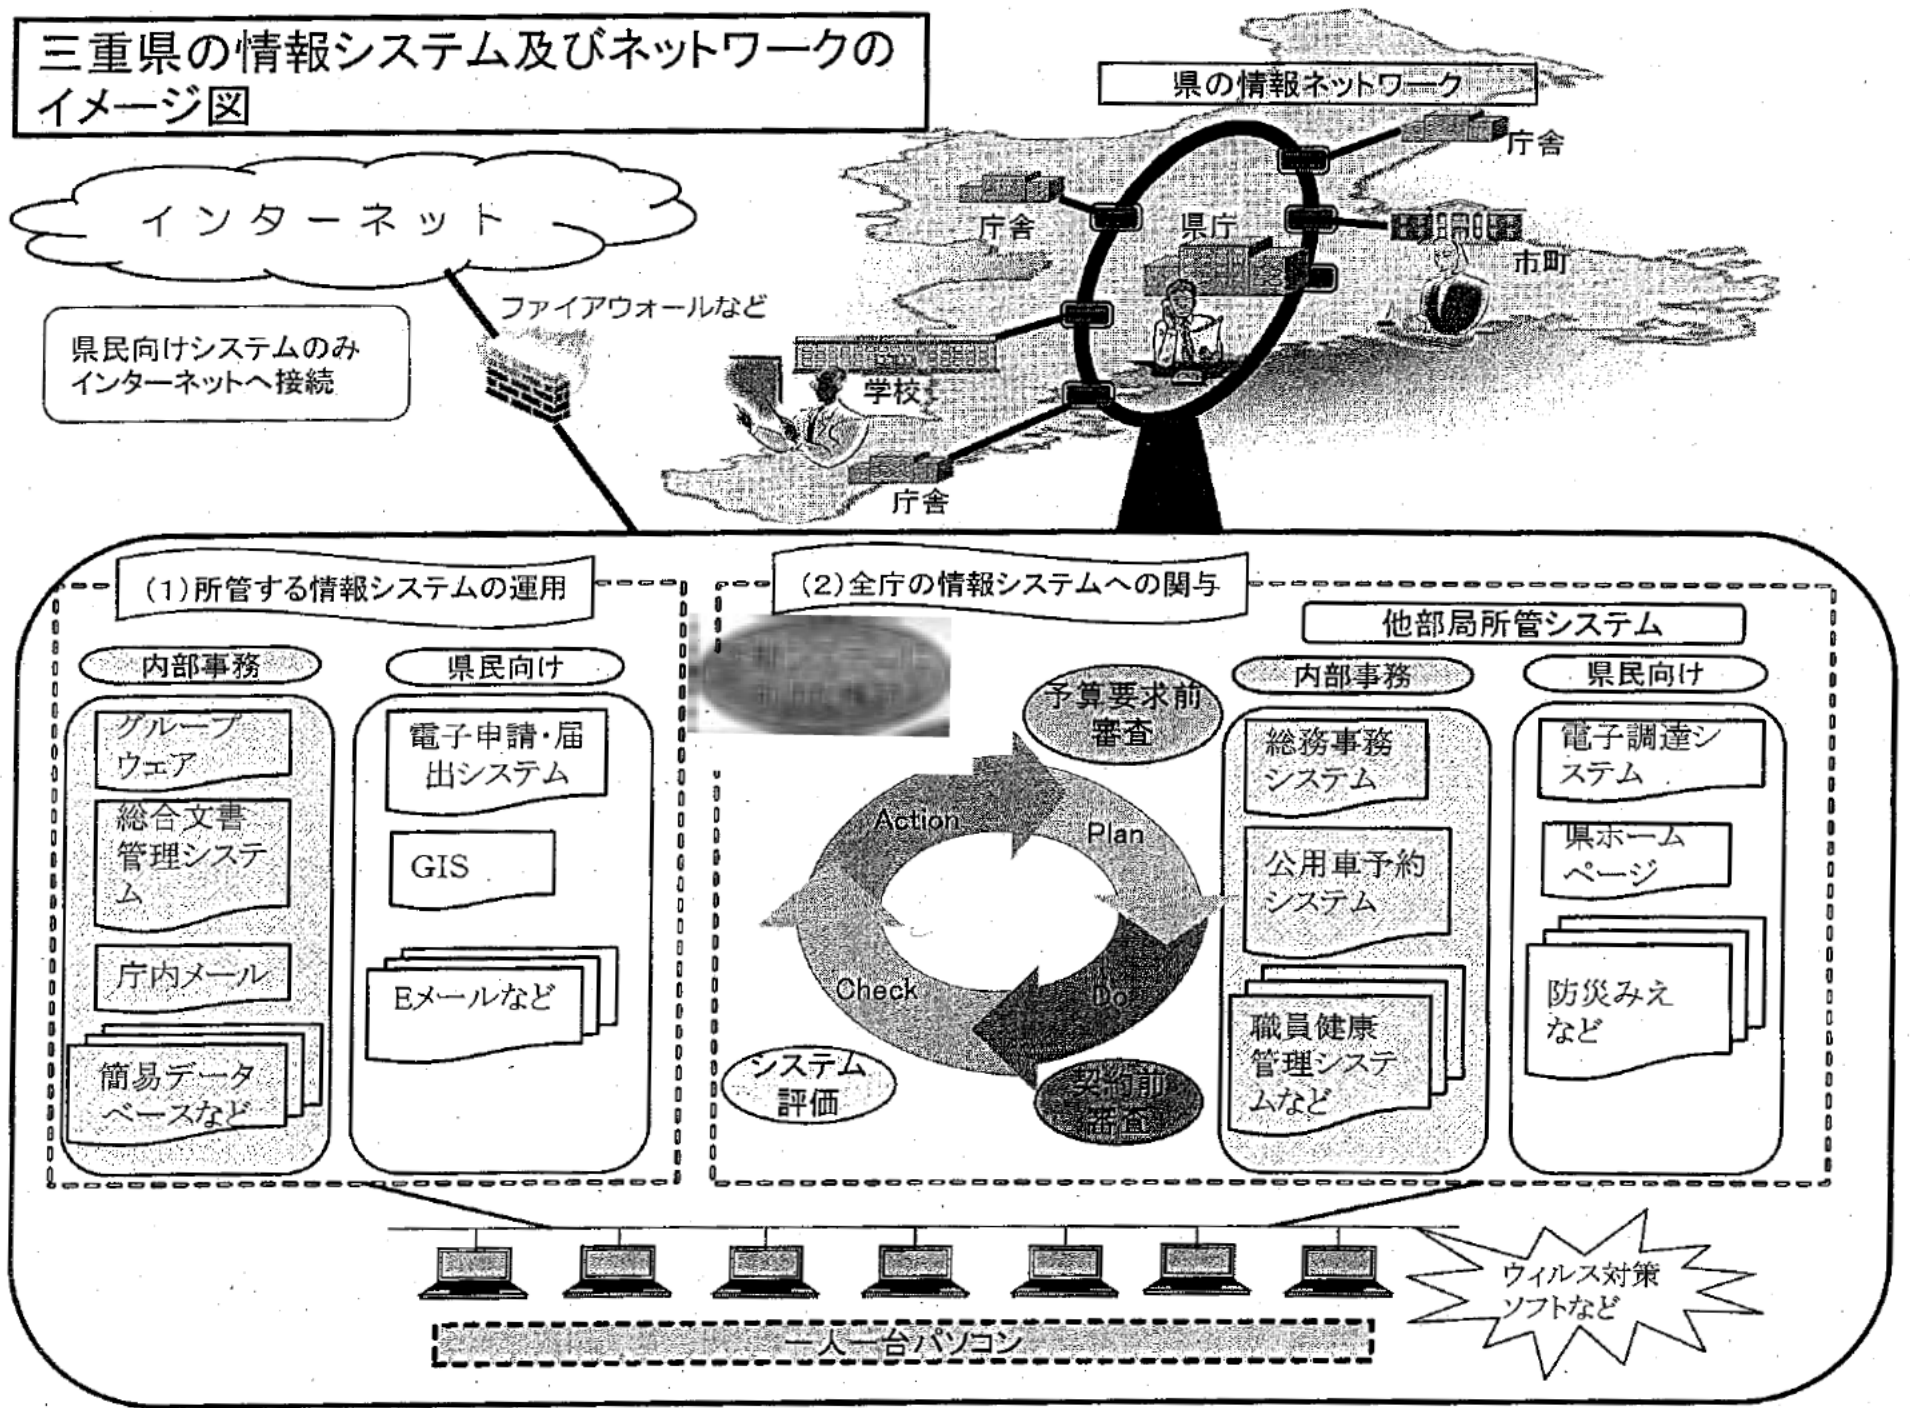 三重県の情報システム及びネットワークの
イメージ図
県の情報ネットワーク
庁舎
庁舎
県庁
市町
学校
庁舎
インターネット
ファイアウォールなど
県民向けシステムのみ
インターネットへ接続
(1)所管する情報システムの運用
内部事務
グループ
ウェア
総合文書
管理システ
ム
庁内メール
簡易データ
ベースなど
県民向け
電子申請・届
出システム
GIS
Eメールなど
(2)全庁の情報システムへの関与
予算要求前
審査
Action
Plan
Check
Do
システム
評価
契約前
審査
他部局所管システム
内部事務
総務事務
システム
公用車予約
システム
職員健康
管理システ
ムなど
県民向け
電子調達シ
ステム
県ホーム
ページ
防災みえ
など
一人一台パソコン
ウィルス対策
ソフトなど